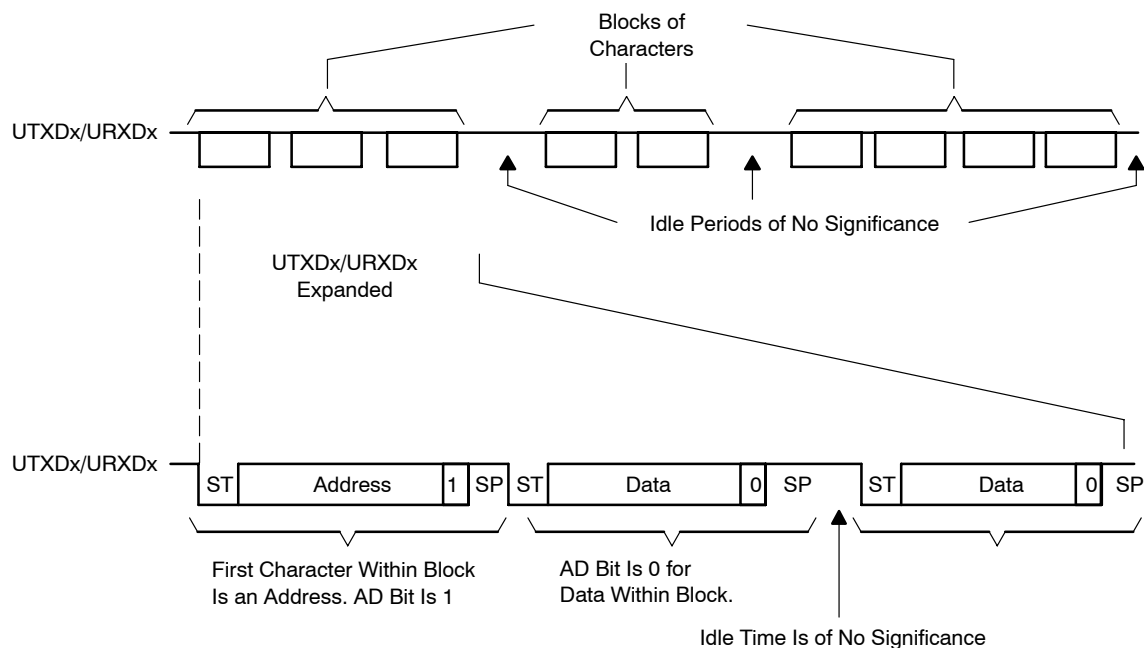 Blocks of
Characters
UTXDx/URXDx
Idle Periods of No Significance
UTXDx/URXDx
Expanded
UTXDx/URXDx
ST Address 1 SP ST Data 0 SP ST Data 0 SP
First Character Within Block
Is an Address. AD Bit Is 1
AD Bit Is 0 for
Data Within Block.
Idle Time Is of No Significance